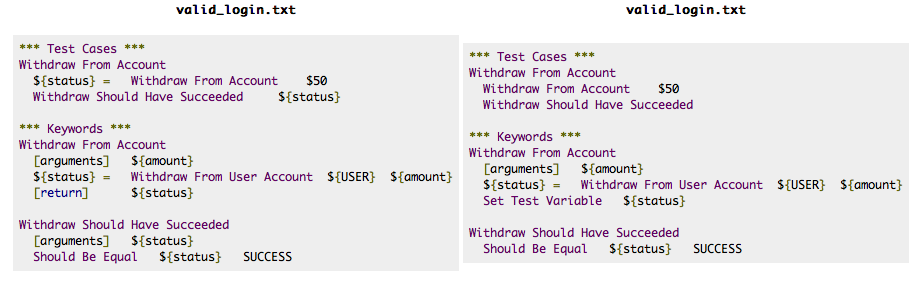 valid_login.txt
*** Test Cases ***
Withdraw From Account
${status} =   Withdraw From Account    $50
Withdraw Should Have Succeeded     ${status}
*** Keywords ***
Withdraw From Account
[arguments]   ${amount}
${status} =   Withdraw From User Account  ${USER}  ${amount}
[return]      ${status}
Withdraw Should Have Succeeded
[arguments]   ${status}
Should Be Equal   ${status}   SUCCESS
valid_login.txt
*** Test Cases ***
Withdraw From Account
Withdraw From Account    $50
Withdraw Should Have Succeeded
*** Keywords ***
Withdraw From Account
[arguments]   ${amount}
${status} =   Withdraw From User Account  ${USER}  ${amount}
Set Test Variable   ${status}
Withdraw Should Have Succeeded
Should Be Equal   ${status}   SUCCESS